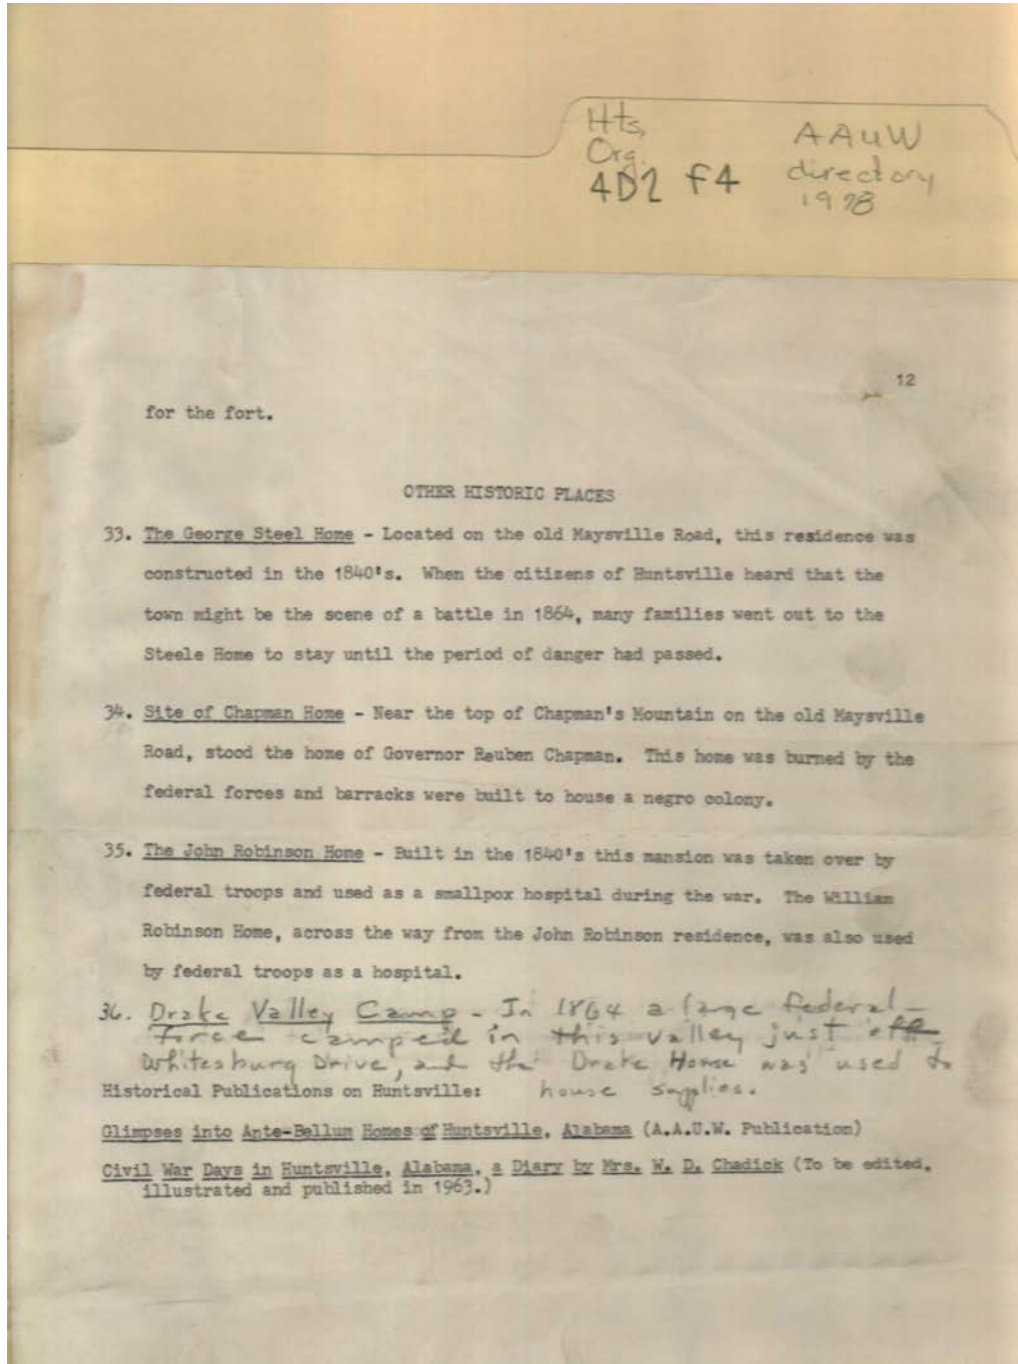 Hts,
Org.
4D2 F4
AAUW
directory
1978
12
for the fort.
OTHER HISTORIC PLACES
33. The George Steel Home - Located on the old Maysville Road, this residence was
constructed in the 1840's. When the citizens of Huntsville heard that the
town might be the scene of a battle in 1864, many families went out to the
Steele Home to stay until the period of danger had passed.
34. Site of Chapman Home - Near the top of Chapman's Mountain on the old Maysville
Road, stood the home of Governor Reuben Chapman. This home was burned by the
federal forces and barracks were built to house a negro colony.
35. The John Robinson Home - Built in the 1840's this mansion was taken over by
federal troops and used as a smallpox hospital during the war. The William
Robinson Home, across the way from the John Robinson residence, was also used
by federal troops as a hospital.
36. Drake Valley Camp - In 1864 a large federal
force camped in this valley just off
Whitesburg Drive, and the Drake Home was used to
house supplies.
Historical Publications on Huntsville:
Glimpses into Ante-Bellum Homes of Huntsville, Alabama (A.A.U.W. Publication)
Civil War Days in Huntsville, Alabama, a Diary by Mrs. W. D. Chadick (To be edited,
illustrated and published in 1963.)